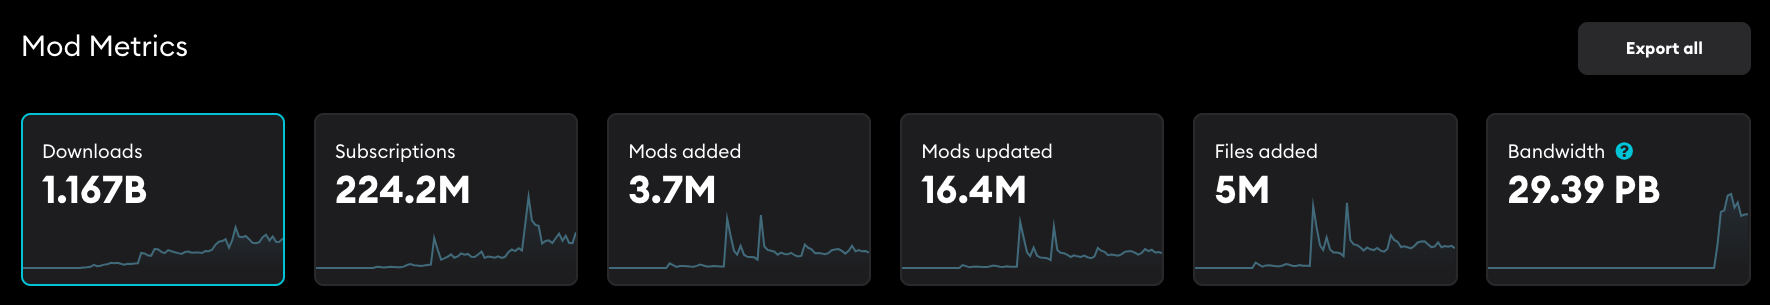 Mod Metrics
Export all
Downloads
1.167B
Subscriptions
224.2M
Mods added
3.7M
Mods updated
16.4M
Files added
5M
Bandwidth ?
29.39 PB